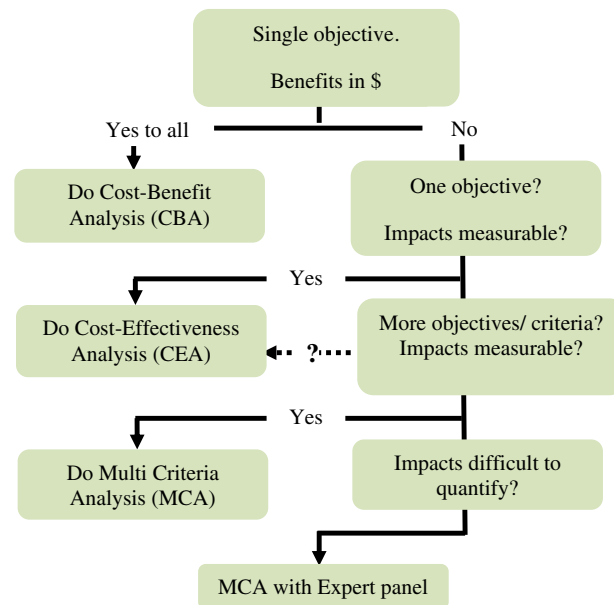 Single objective.
Benefits in $
Yes to all
No
Do Cost-Benefit
Analysis (CBA)
One objective?
Impacts measurable?
Yes
Do Cost-Effectiveness
Analysis (CEA)
?
More objectives/ criteria?
Impacts measurable?
Yes
Do Multi Criteria
Analysis (MCA)
Impacts difficult to
quantify?
MCA with Expert panel